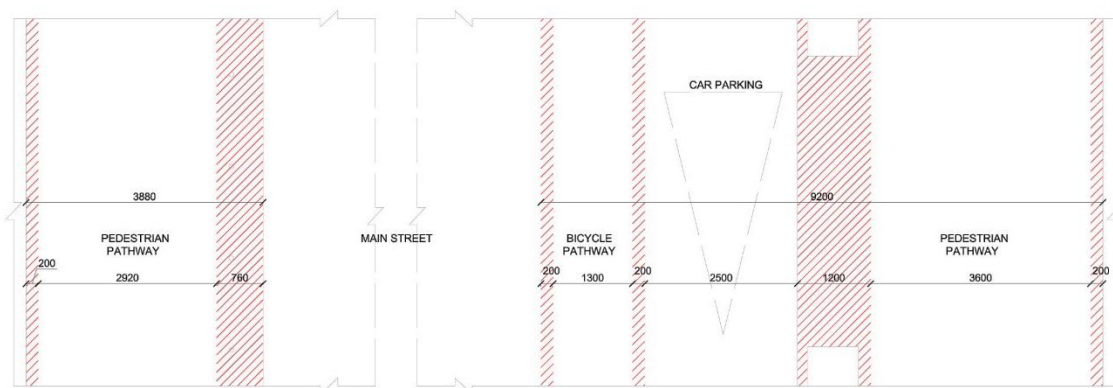 CAR PARKING
3880
9200
PEDESTRIAN
PATHWAY
MAIN STREET
BICYCLE
PATHWAY
PEDESTRIAN
PATHWAY
200
2920
760
200
1300
200
2500
1200
3600
200